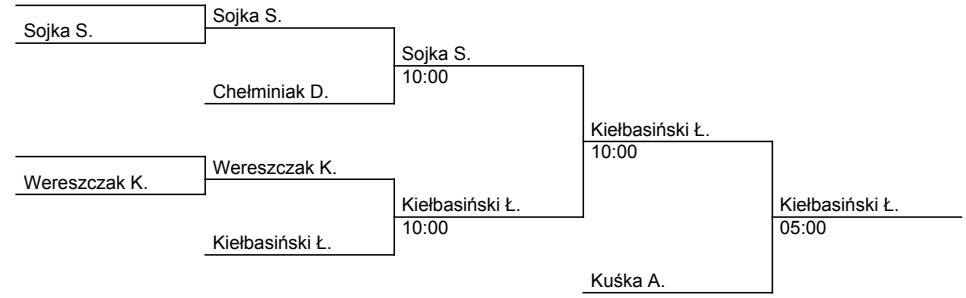 Sojka S.
Sojka S.
Sojka S.
10:00
Chełminiak D.
Kiełbasiński Ł.
10:00
Wereszczak K.
Wereszczak K.
Kiełbasiński Ł.
10:00
Kiełbasiński Ł.
Kiełbasiński Ł.
05:00
Kuśka A.